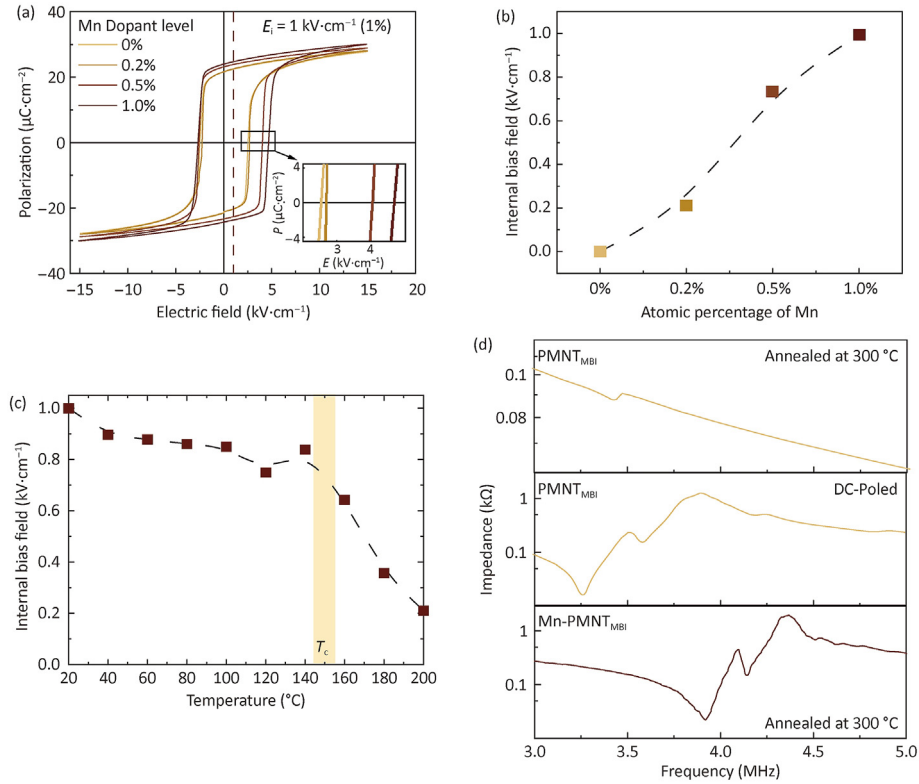 (a)
Mn Dopant level
0%
0.2%
0.5%
1.0%
Eᵢ = 1 kV·cm⁻¹ (1%)
Polarization (μC·cm⁻²)
40
20
0
−20
−40
P (μC·cm⁻²)
4
0
−4
3
4
E (kV·cm⁻¹)
−15
−10
−5
0
5
10
15
20
Electric field (kV·cm⁻¹)
(b)
Internal bias field (kV·cm⁻¹)
1.0
0.8
0.6
0.4
0.2
0.0
0%
0.2%
0.5%
1.0%
Atomic percentage of Mn
(c)
Internal bias field (kV·cm⁻¹)
1.0
0.8
0.6
0.4
0.2
0.0
T_c
20
40
60
80
100
120
140
160
180
200
Temperature (°C)
(d)
PMNT_MBI
Annealed at 300 °C
0.1
0.08
PMNT_MBI
DC-Poled
1
0.1
Impedance (kΩ)
Mn-PMNT_MBI
1
0.1
Annealed at 300 °C
3.0
3.5
4.0
4.5
5.0
Frequency (MHz)